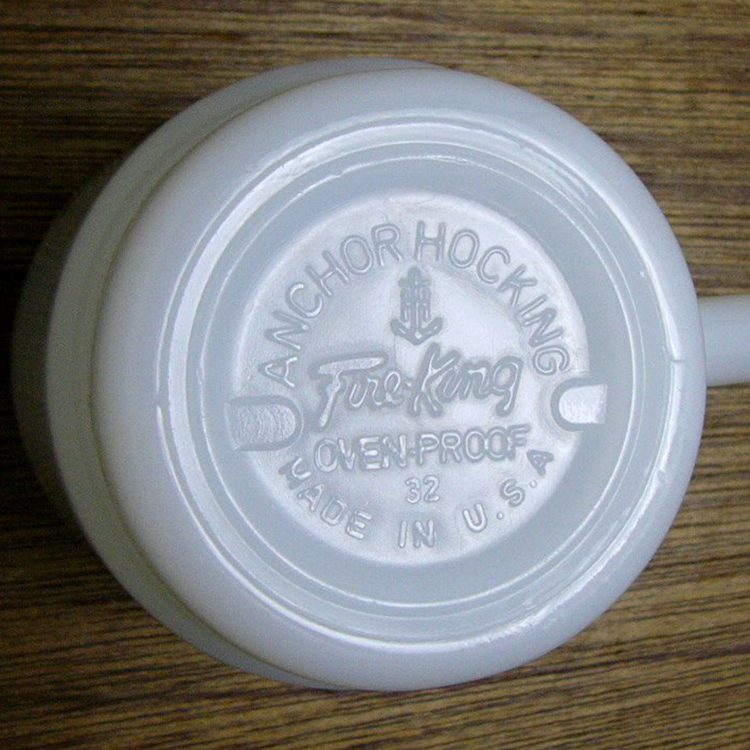 ANCHOR HOCKING
Fire-King
OVEN-PROOF
32
MADE IN U.S.A